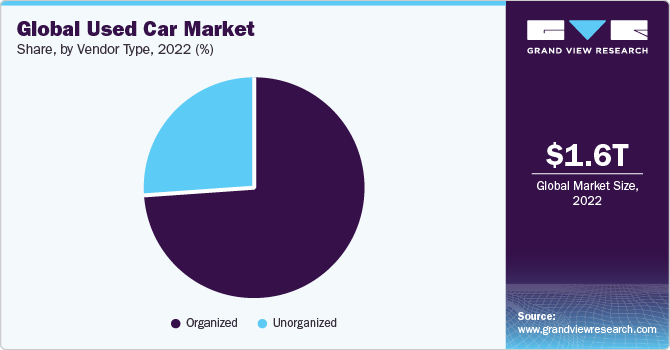 Global Used Car Market
Share, by Vendor Type, 2022 (%)
Organized
Unorganized
GRAND VIEW RESEARCH
$1.6T
Global Market Size,
2022
Source:
www.grandviewresearch.com